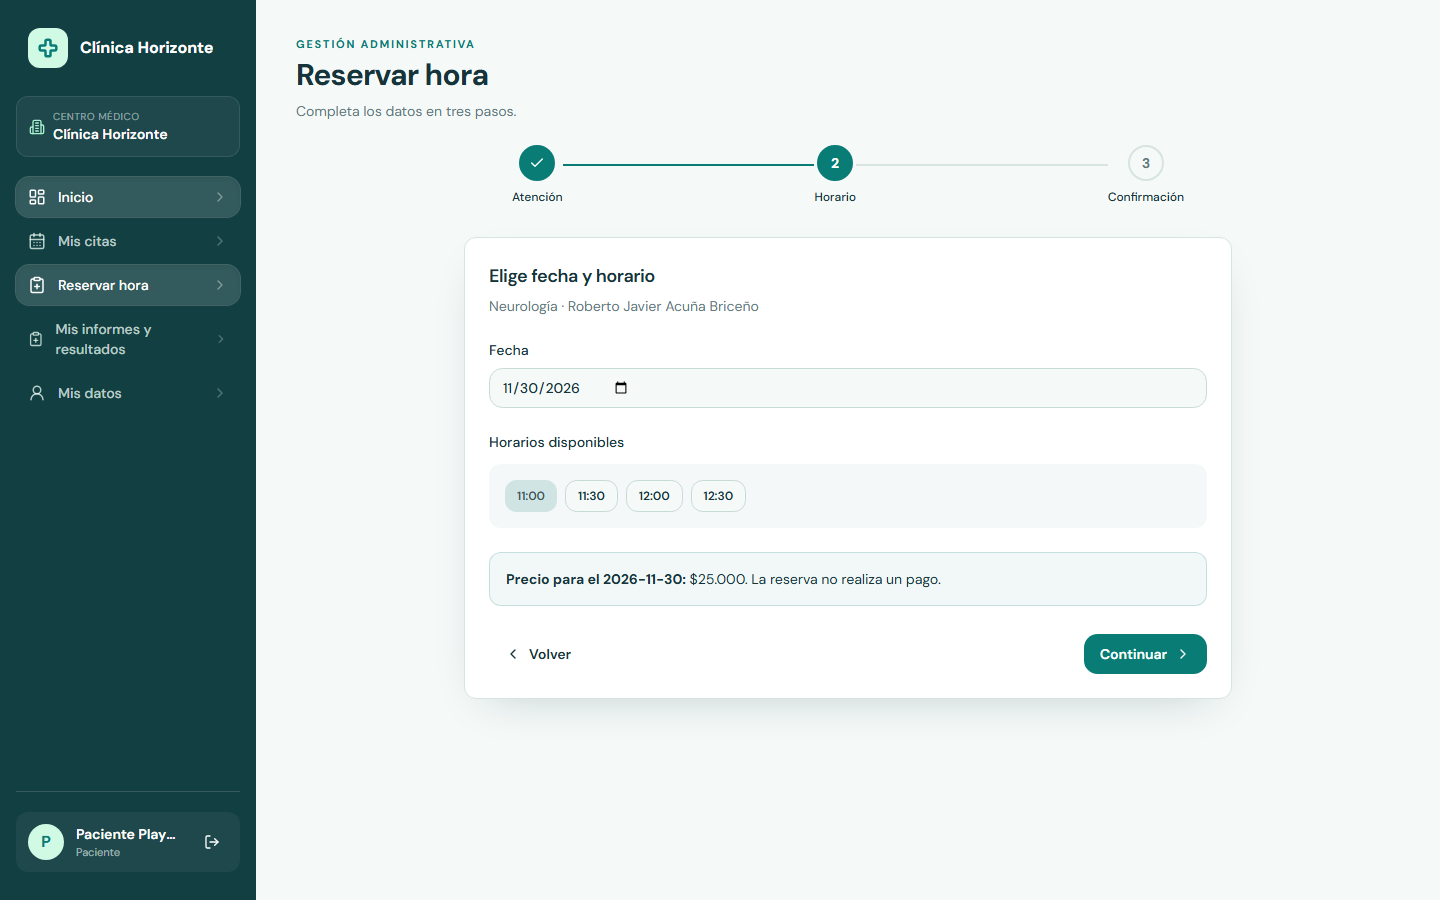 Clínica Horizonte
CENTRO MÉDICO
Clínica Horizonte
Inicio
Mis citas
Reservar hora
Mis informes y
resultados
Mis datos
P
Paciente Play...
Paciente
GESTIÓN ADMINISTRATIVA
Reservar hora
Completa los datos en tres pasos.
2
3
Atención
Horario
Confirmación
Elige fecha y horario
Neurología · Roberto Javier Acuña Briceño
Fecha
11/30/2026
Horarios disponibles
11:00 11:30 12:00 12:30
Precio para el 2026-11-30: $25.000. La reserva no realiza un pago.
Volver
Continuar